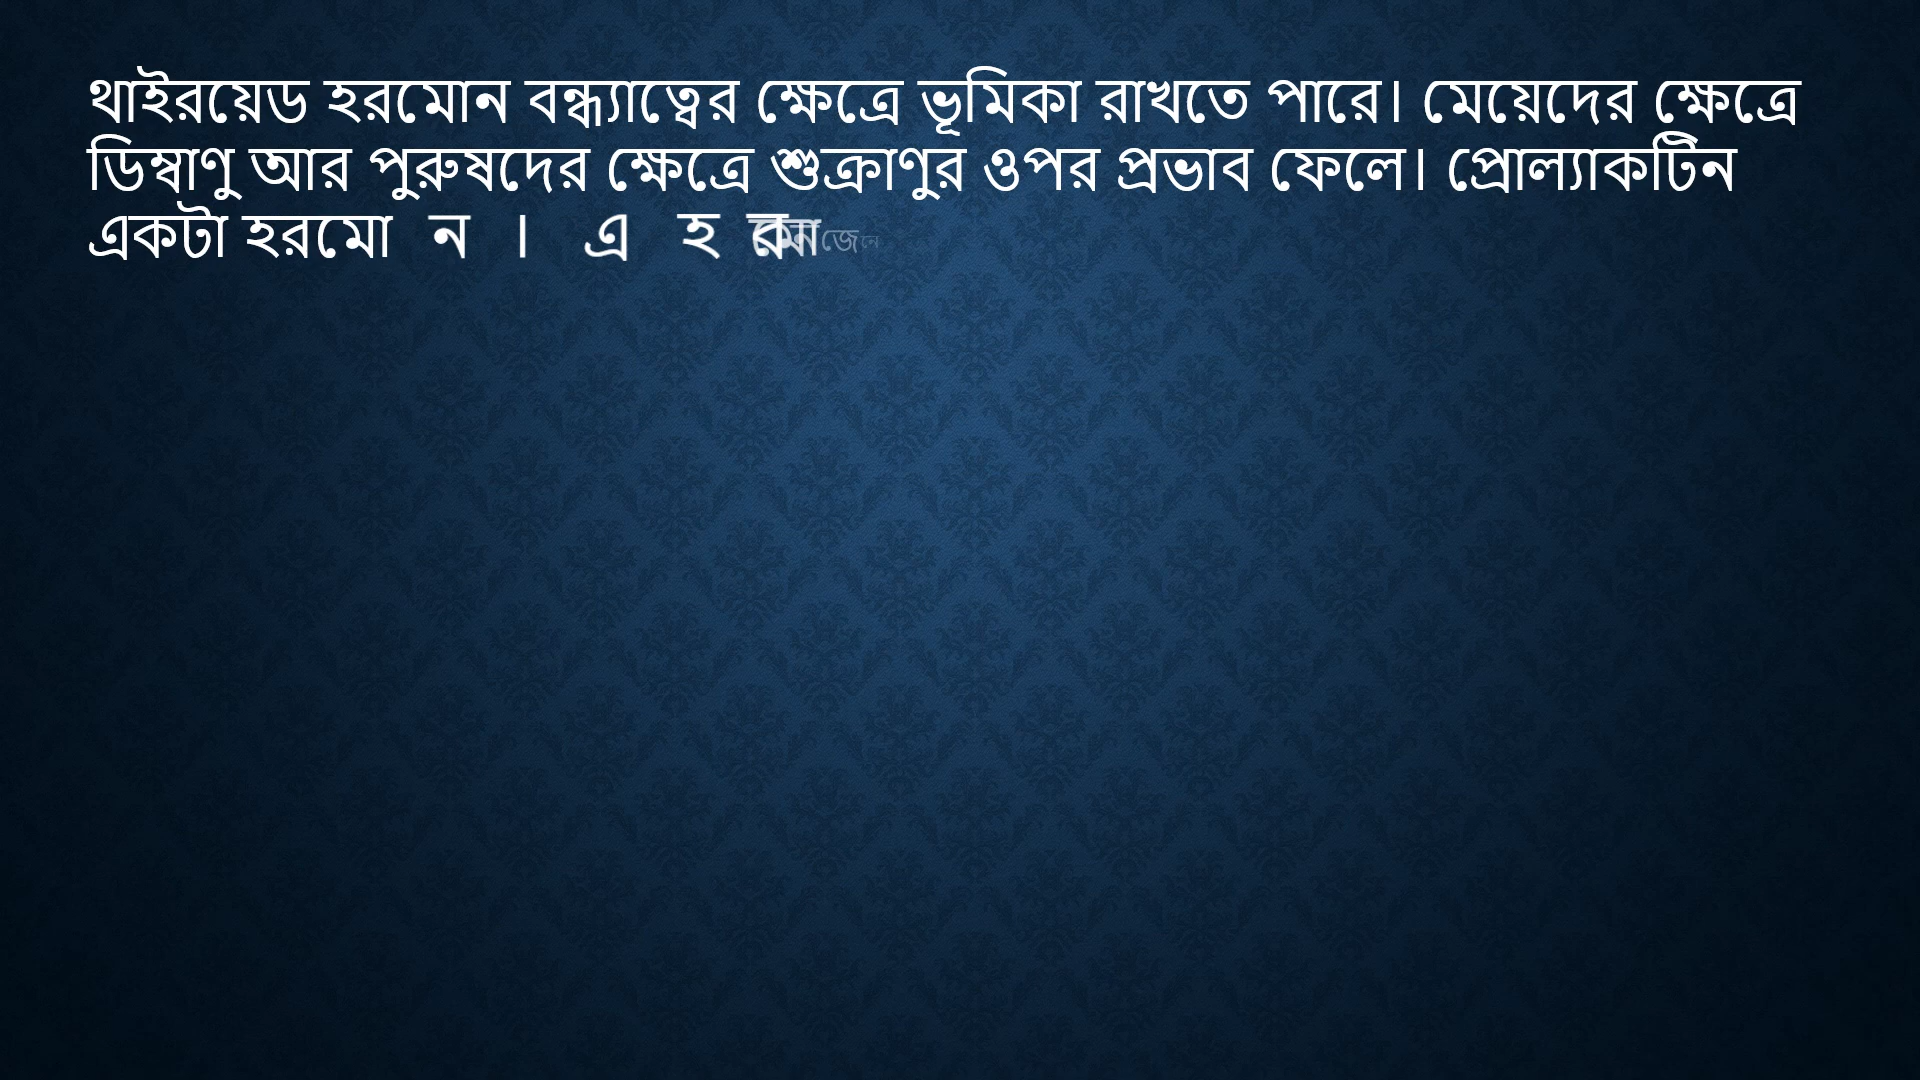 থাইরয়েড হরমোন বন্ধ্যাত্বের ক্ষেত্রে ভূমিকা রাখতে পারে। মেয়েদের ক্ষেত্রে
ডিম্বাণু আর পুরুষদের ক্ষেত্রে শুক্রাণুর ওপর প্রভাব ফেলে। প্রোল্যাকটিন
একটা হরমোন। এ